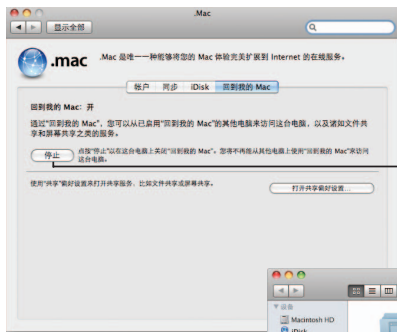 .Mac
显示全部
.mac
.Mac 是唯一一种能够将您的 Mac 体验完美扩展到 Internet 的在线服务。
帐户 同步 iDisk 回到我的 Mac
回到我的 Mac：开
通过“回到我的 Mac”，您可以从已启用“回到我的 Mac”的其他电脑来访问这台电脑，以及诸如文件共
享和屏幕共享之类的服务。
停止
点按“停止”以在这台电脑上关闭“回到我的 Mac”。您将不再能从其他电脑上使用“回到我的 Mac”来访问
这台电脑。
使用“共享”偏好设置来打开共享服务，比如文件共享或屏幕共享。
打开共享偏好设置...
设备
Macintosh HD
iDisk